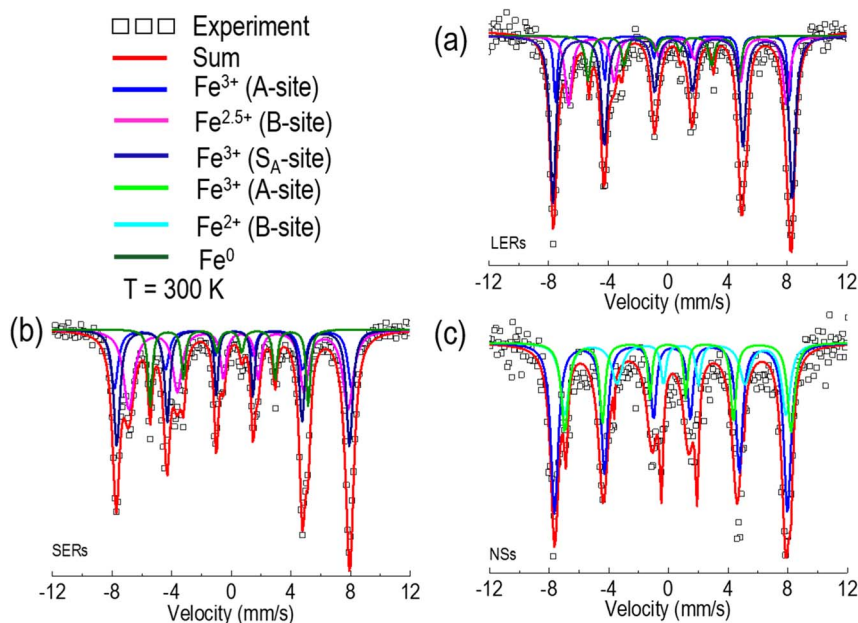 Experiment
Sum
Fe³⁺ (A-site)
Fe²·⁵⁺ (B-site)
Fe³⁺ (S_A-site)
Fe³⁺ (A-site)
Fe²⁺ (B-site)
Fe⁰
T = 300 K
(a)
LERs
-12 -8 -4 0 4 8 12
Velocity (mm/s)
(b)
SERs
-12 -8 -4 0 4 8 12
Velocity (mm/s)
(c)
NSs
-12 -8 -4 0 4 8 12
Velocity (mm/s)